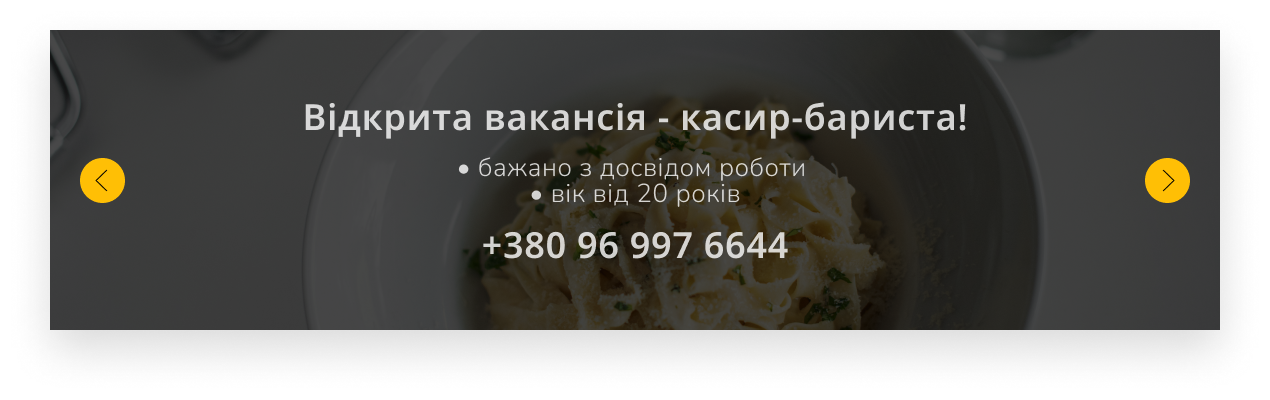 Відкрита вакансія - касир-бариста!
• бажано з досвідом роботи
• вік від 20 років
+380 96 997 6644